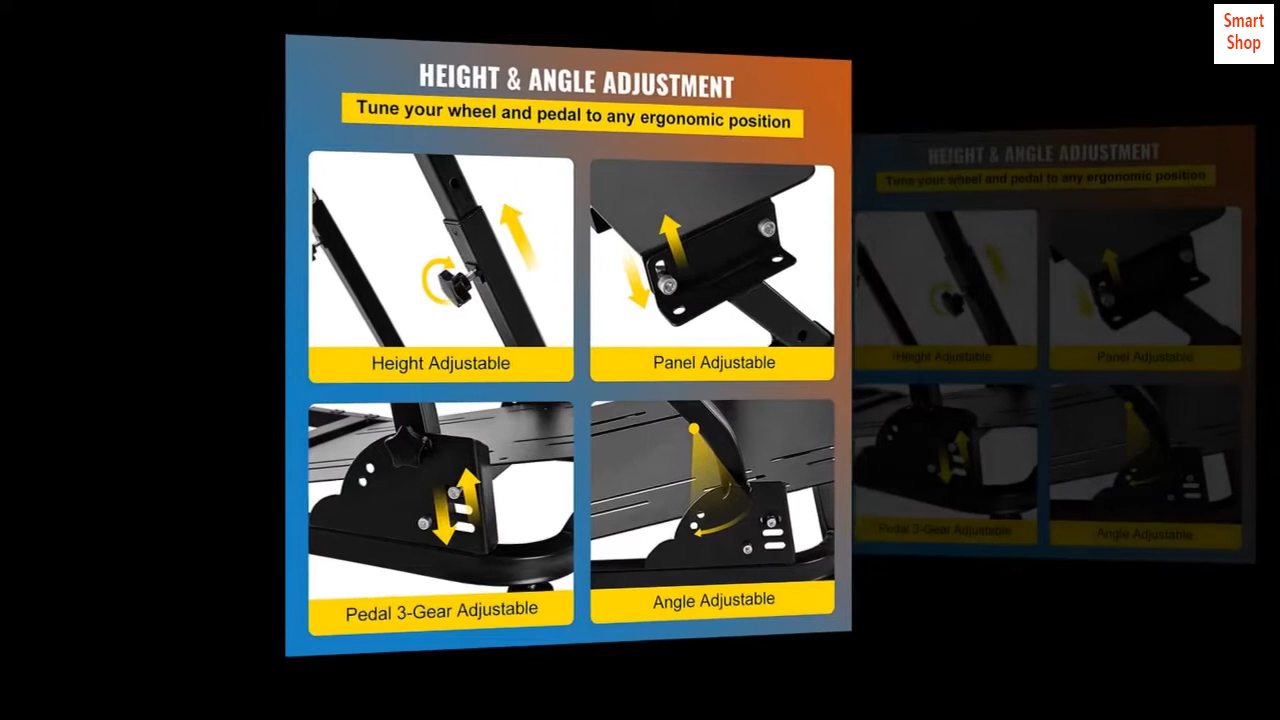 Smart
Shop
HEIGHT & ANGLE ADJUSTMENT
Tune your wheel and pedal to any ergonomic position
Height Adjustable
Panel Adjustable
Pedal 3-Gear Adjustable
Angle Adjustable
HEIGHT & ANGLE ADJUSTMENT
Tune your wheel and pedal to any ergonomic position
Height Adjustable
Panel Adjustable
Pedal 3-Gear Adjustable
Angle Adjustable